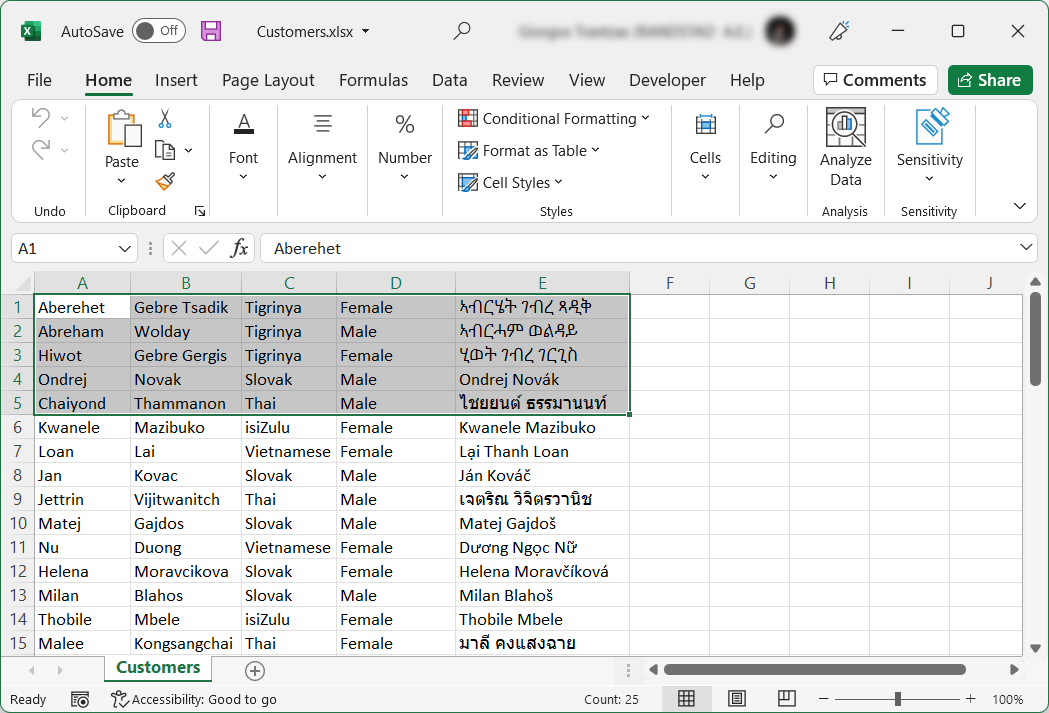 AutoSave Off Customers.xlsx
File Home Insert Page Layout Formulas Data Review View Developer Help Comments Share
Undo
Paste
Clipboard
Font
Alignment
Number
Conditional Formatting
Format as Table
Cell Styles
Styles
Cells
Editing
Analyze
Data
Analysis
Sensitivity
Sensitivity
A1 fx Aberehet
A B C D E F G H I J
1 Aberehet Gebre Tsadik Tigrinya Female ኣብርሄት ገብረ ጻዲቅ
2 Abreham Wolday Tigrinya Male ኣብርሓም ወልዳይ
3 Hiwot Gebre Gergis Tigrinya Female ሂወት ገብረ ገርጊስ
4 Ondrej Novak Slovak Male Ondrej Novák
5 Chaiyond Thammanon Thai Male ไชยยนต์ ธรรมานนท์
6 Kwanele Mazibuko isiZulu Female Kwanele Mazibuko
7 Loan Lai Vietnamese Female Lại Thanh Loan
8 Jan Kovac Slovak Male Ján Kováč
9 Jettrin Vijitwanitch Thai Male เจตริณ วิจิตรวานิช
10 Matej Gajdos Slovak Male Matej Gajdoš
11 Nu Duong Vietnamese Female Dương Ngọc Nữ
12 Helena Moravcikova Slovak Female Helena Moravčíková
13 Milan Blahos Slovak Male Milan Blahoš
14 Thobile Mbele isiZulu Female Thobile Mbele
15 Malee Kongsangchai Thai Female มาลี คงแสงฉาย
Customers
Ready Accessibility: Good to go Count: 25 100%